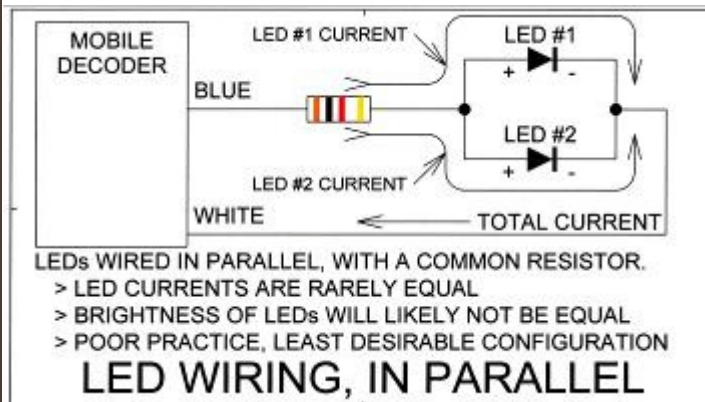 MOBILE
DECODER
LED #1 CURRENT
LED #1
BLUE
+ -
LED #2
+ -
LED #2 CURRENT
WHITE
TOTAL CURRENT
LEDs WIRED IN PARALLEL, WITH A COMMON RESISTOR.
> LED CURRENTS ARE RARELY EQUAL
> BRIGHTNESS OF LEDs WILL LIKELY NOT BE EQUAL
> POOR PRACTICE, LEAST DESIRABLE CONFIGURATION
LED WIRING, IN PARALLEL